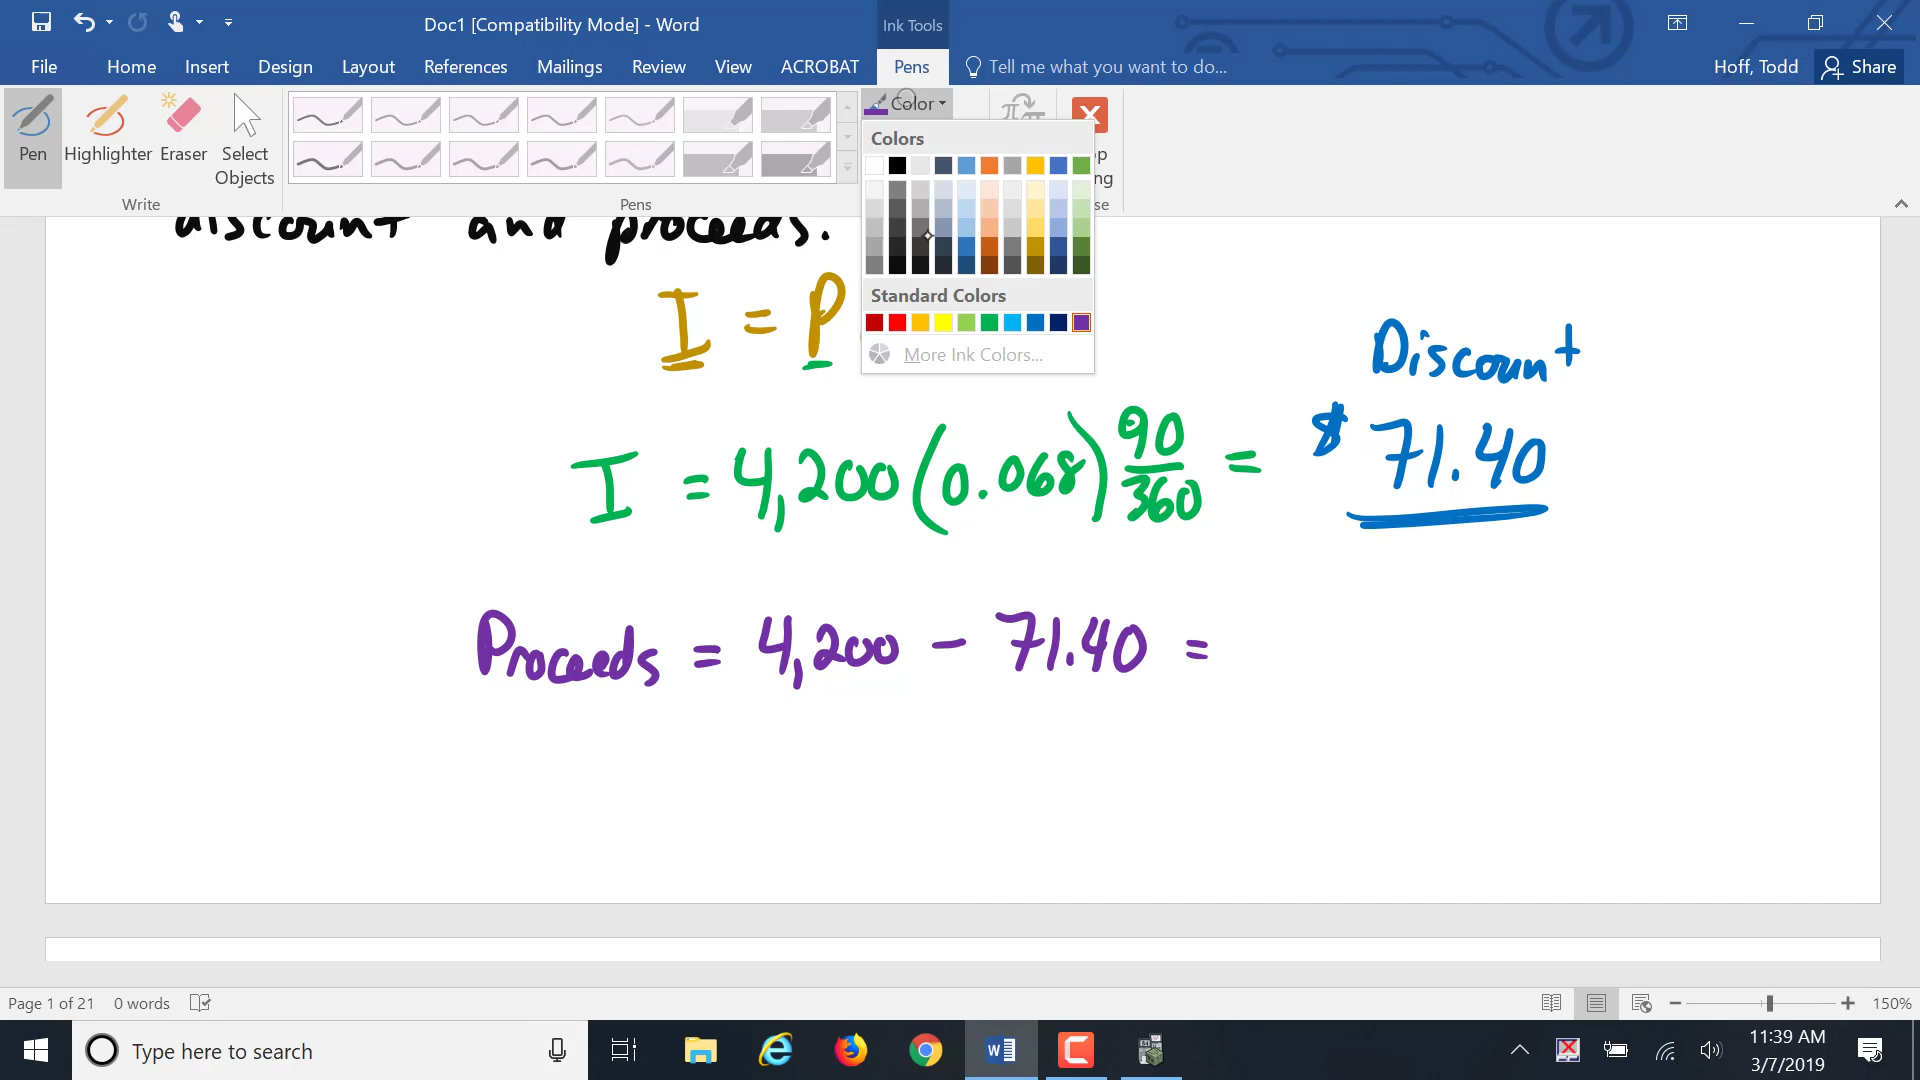 Doc1 [Compatibility Mode] - Word
Ink Tools
File Home Insert Design Layout References Mailings Review View ACROBAT Pens Tell me what you want to do... Hoff, Todd Share
Pen Highlighter Eraser Select Objects
Write
Pens
Color
Colors
Standard Colors
More Ink Colors...
discount and proceeds.
I = P
Discount
I = 4,200 (0.068) 90/360 = $ 71.40
Proceeds = 4,200 - 71.40 =
Page 1 of 21 0 words
150%
Type here to search
11:39 AM
3/7/2019